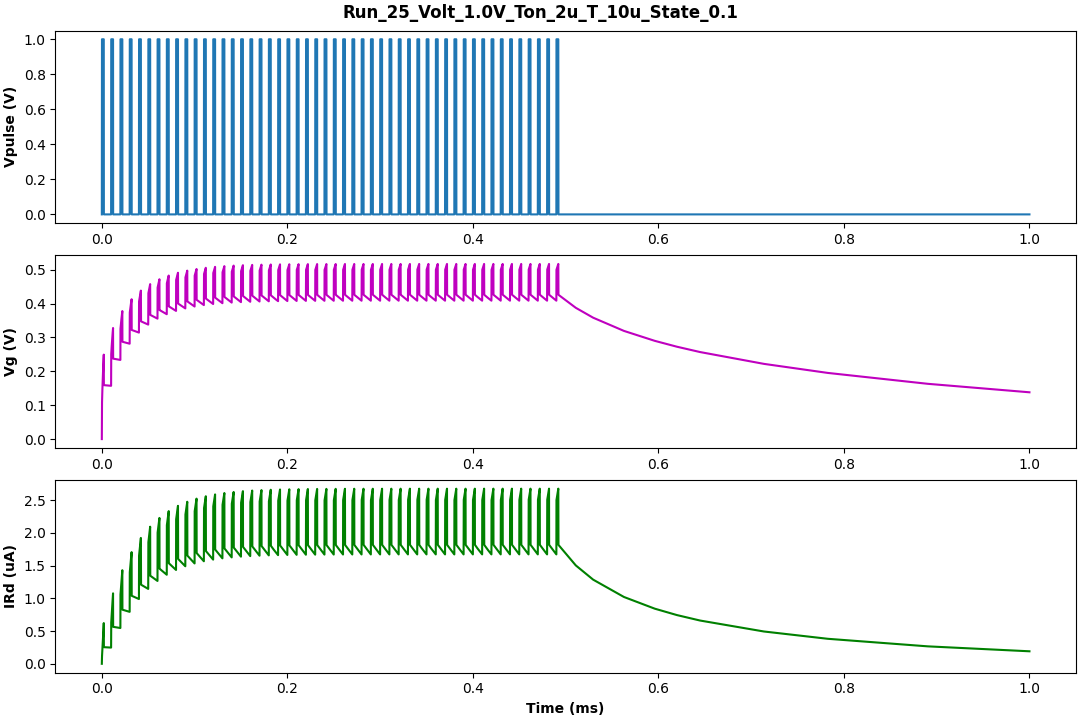 Run_25_Volt_1.0V_Ton_2u_T_10u_State_0.1
Vpulse (V)
1.0
0.8
0.6
0.4
0.2
0.0
0.0 0.2 0.4 0.6 0.8 1.0
Vg (V)
0.5
0.4
0.3
0.2
0.1
0.0
0.0 0.2 0.4 0.6 0.8 1.0
IRd (uA)
2.5
2.0
1.5
1.0
0.5
0.0
0.0 0.2 0.4 0.6 0.8 1.0
Time (ms)